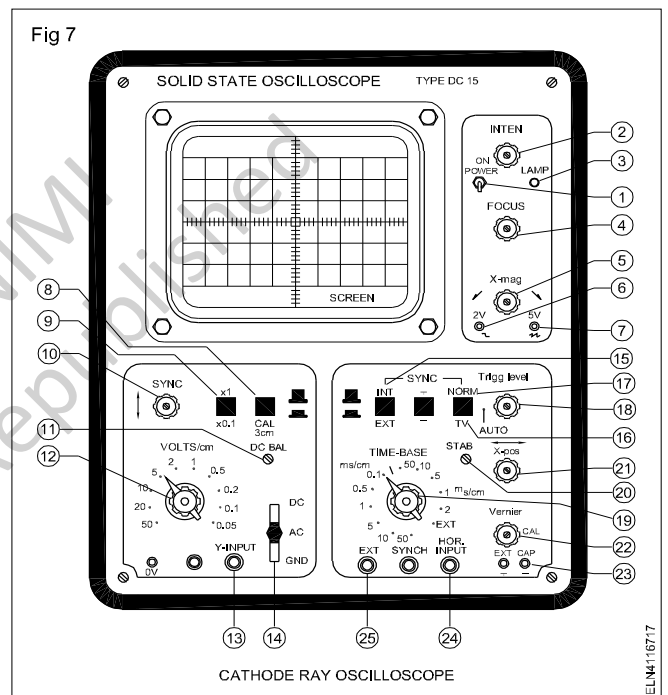 Fig 7
SOLID STATE OSCILLOSCOPE TYPE DC 15
INTEN
ON
POWER
LAMP
FOCUS
X-mag
2V 5V
SCREEN
1
2
3
4
5
6
7
8
9
10
11
12
SYNC
x1
x0.1
CAL
3cm
DC BAL
VOLTS/cm
50 20 10 5 2 1 0.5 0.2 0.1 0.05
DC
AC
GND
0V
Y-INPUT
INT
EXT
SYNC
NORM
TV
Trigg level
AUTO
X-pos
STAB
TIME-BASE
ms/cm
0.1 50 10 5
0.5 1 ms/cm
1 2
5 EXT
10 50
Vernier
CAL
EXT CAP
EXT SYNCH HOR.
INPUT
15
17
18
16
21
20
19
22
23
13
14
25
24
CATHODE RAY OSCILLOSCOPE
ELN4116717
NIMI
republished